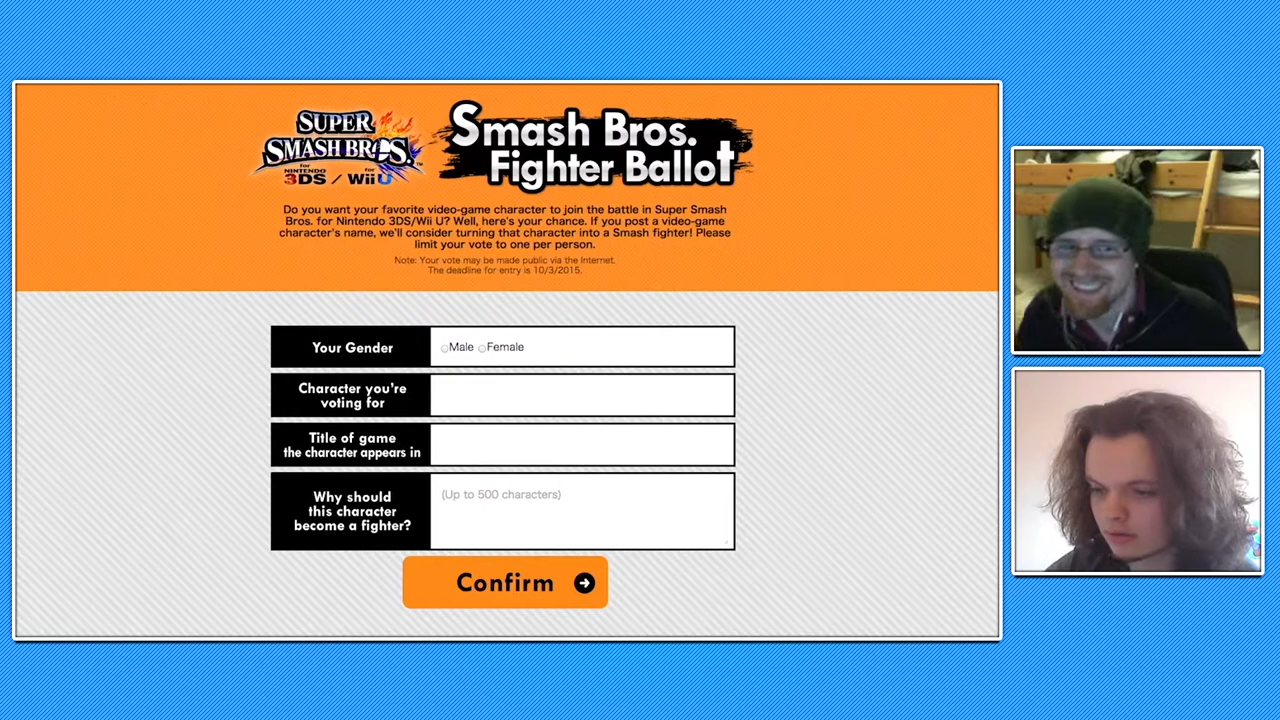 SUPER
SMASH BROS.™
for NINTENDO 3DS / for Wii U
Smash Bros.
Fighter Ballot
Do you want your favorite video-game character to join the battle in Super Smash
Bros. for Nintendo 3DS/Wii U? Well, here's your chance. If you post a video-game
character's name, we'll consider turning that character into a Smash fighter! Please
limit your vote to one per person.
Note: Your vote may be made public via the Internet.
The deadline for entry is 10/3/2015.
Your Gender
Male Female
Character you're
voting for
Title of game
the character appears in
Why should
this character
become a fighter?
(Up to 500 characters)
Confirm